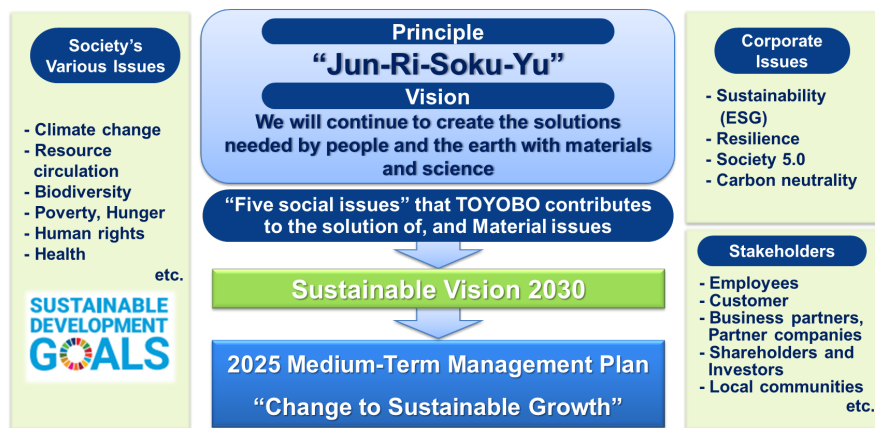 Society's
Various Issues
- Climate change
- Resource
circulation
- Biodiversity
- Poverty, Hunger
- Human rights
- Health
etc.
SUSTAINABLE
DEVELOPMENT
GOALS
Principle
“Jun-Ri-Soku-Yu”
Vision
We will continue to create the solutions
needed by people and the earth with materials
and science
“Five social issues” that TOYOBO contributes
to the solution of, and Material issues
Sustainable Vision 2030
2025 Medium-Term Management Plan
“Change to Sustainable Growth”
Corporate
Issues
- Sustainability
(ESG)
- Resilience
- Society 5.0
- Carbon neutrality
Stakeholders
- Employees
- Customer
- Business partners,
Partner companies
- Shareholders and
Investors
- Local communities
etc.